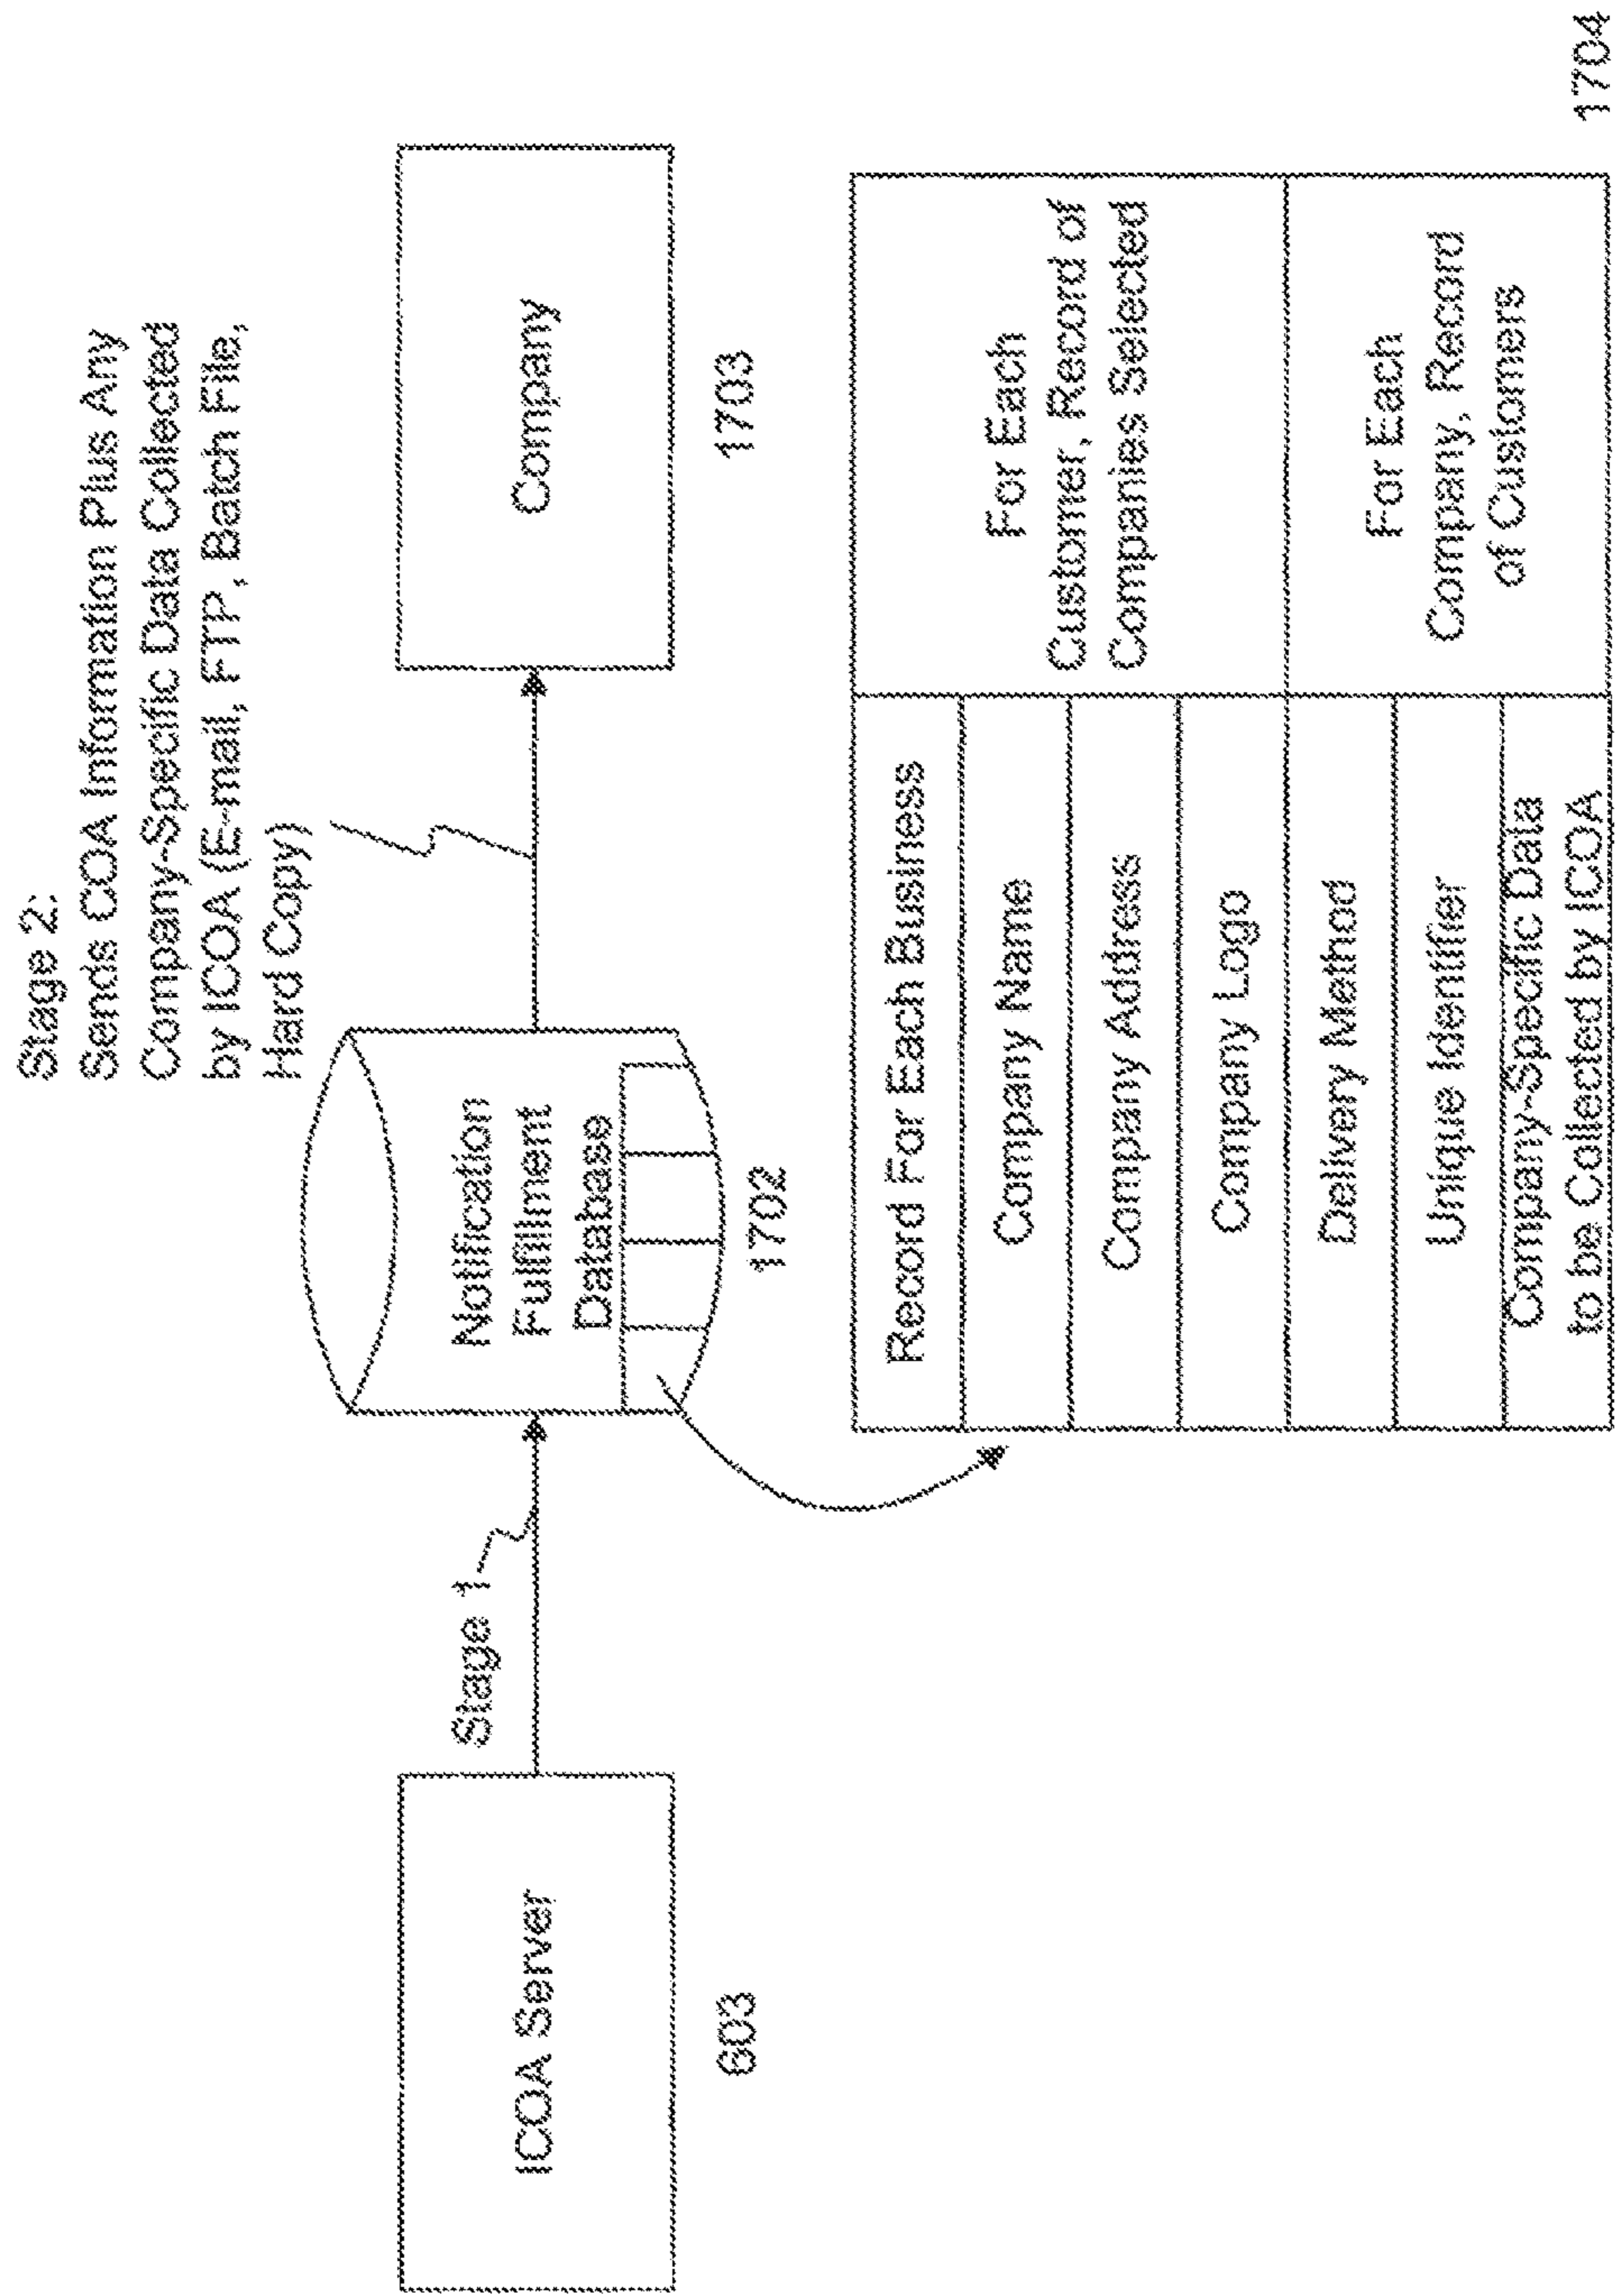 Stage 2:
Sends COA Information Plus Any
Company-Specific Data Collected
by ICOA (E-mail, FTP, Batch File,
Hard Copy)
ICOA Server
603
Stage 1
Notification
Fulfillment
Database
1702
Company
1703
Record For Each Business
Company Name
Company Address
Company Logo
Delivery Method
Unique Identifier
Company-Specific Data
to be Collected by ICOA
For Each
Customer, Record of
Companies Selected
For Each
Company, Record
of Customers
1704